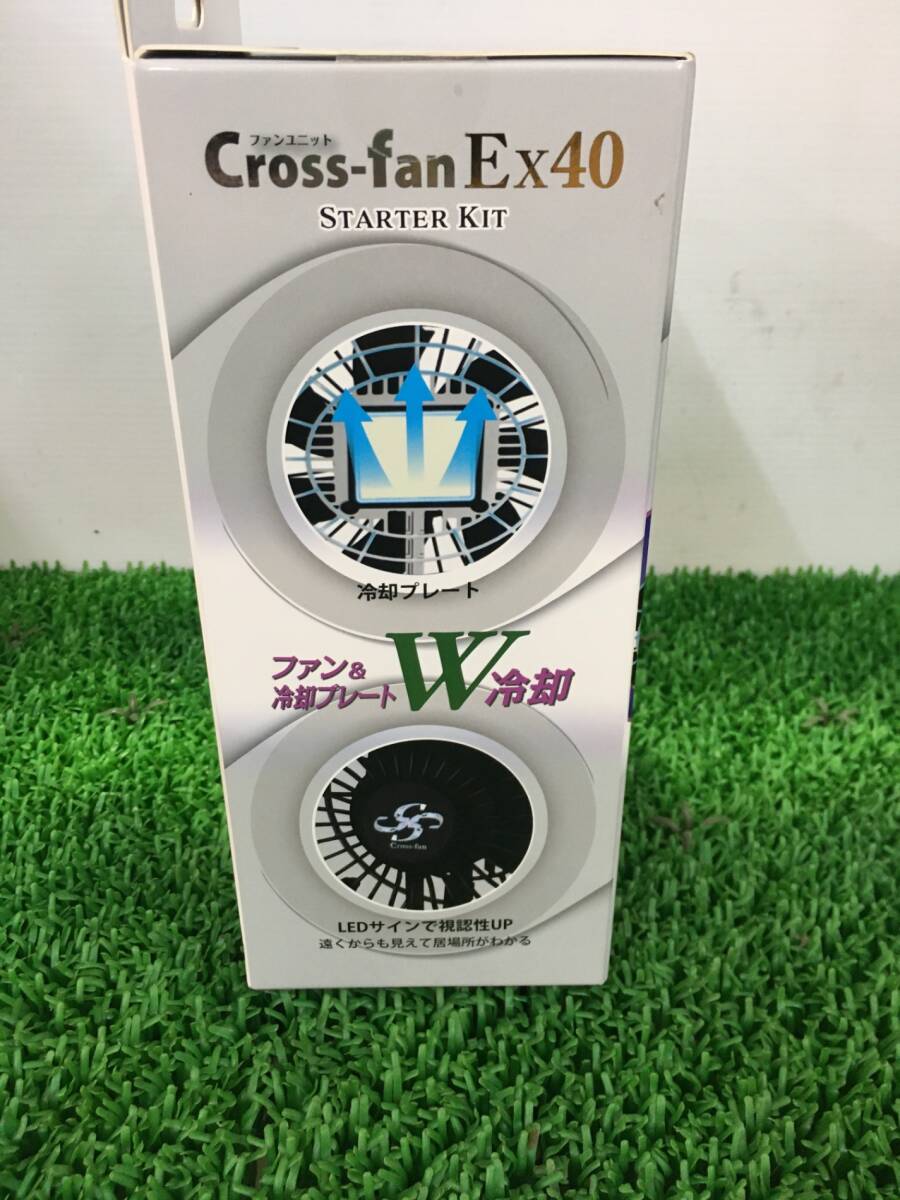 ファンユニット
Cross-fan Ex40
STARTER KIT
冷却プレート
ファン&
冷却プレート W冷却
Cross-fan
LEDサインで視認性UP
遠くからも見えて居場所がわかる